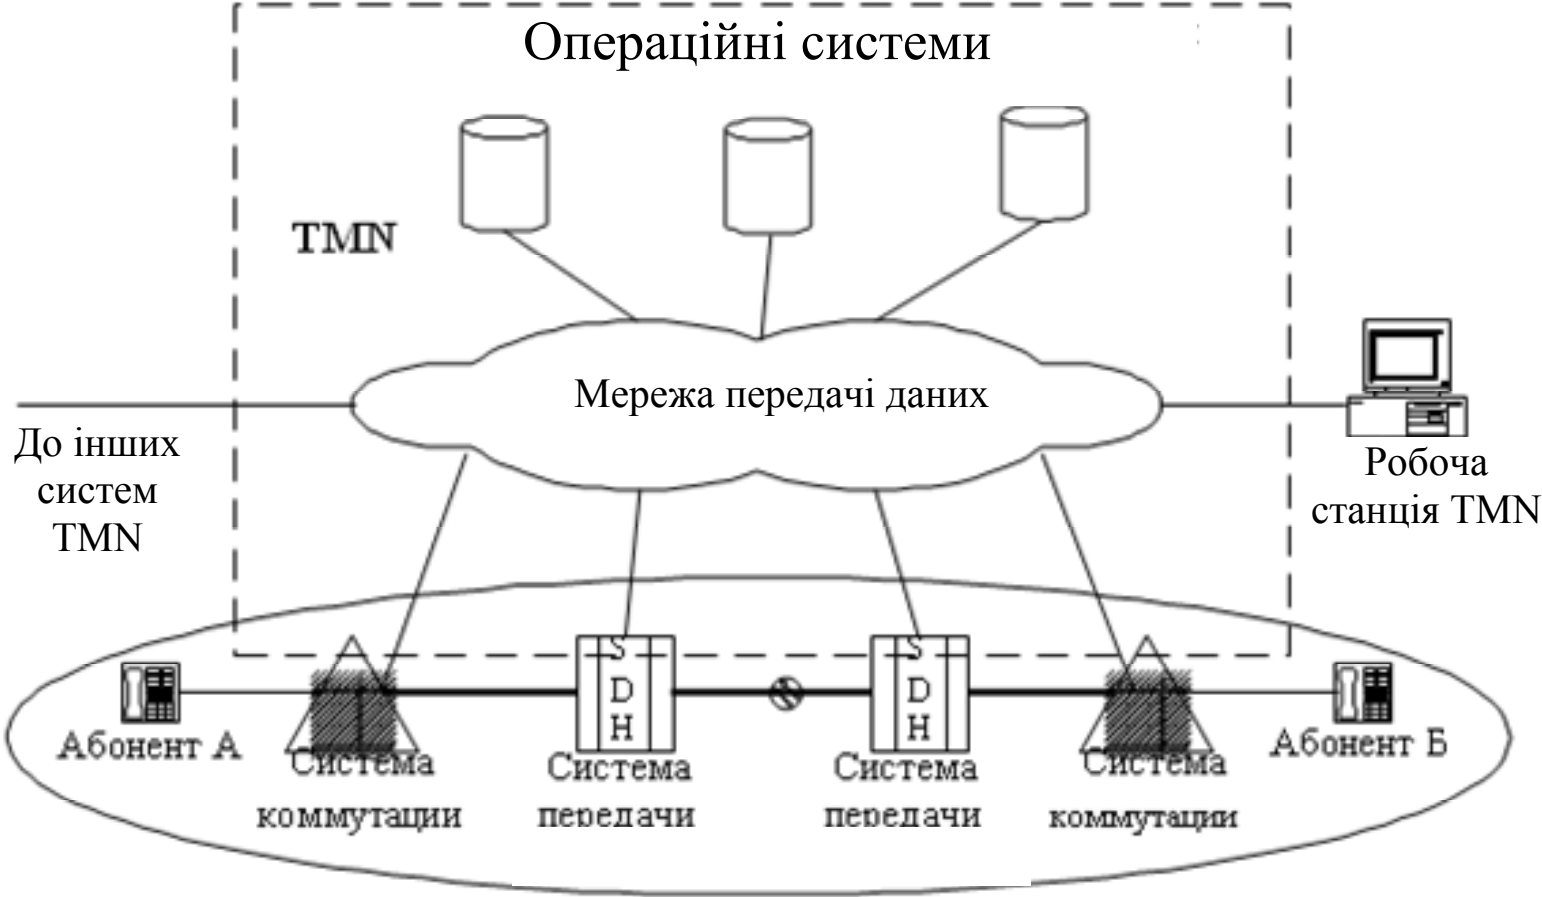 Операційні системи
TMN
Мережа передачі даних
До інших
систем
TMN
Робоча
станція TMN
S
D
H
S
D
H
Абонент А
Система
коммутации
Система
передачи
Система
передачи
Система
коммутации
Абонент Б